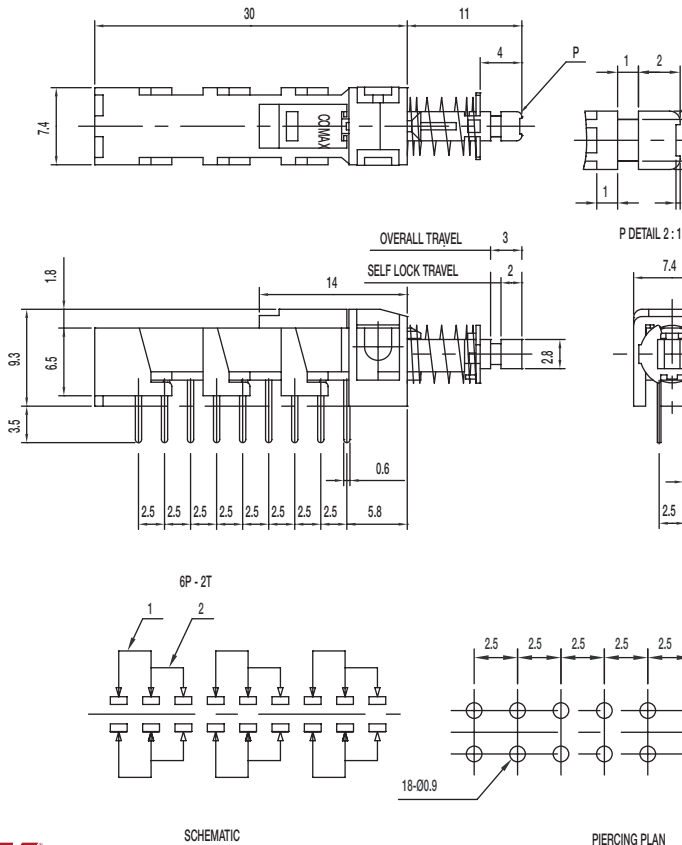 30
11
4
P
1
2
7.4
COMAX
1
P DETAIL 2 : 1
OVERALL TRAVEL
3
SELF LOCK TRAVEL
2
7.4
1.8
14
9.3
6.5
2.8
3.5
0.6
2.5 2.5 2.5 2.5 2.5 2.5 2.5 2.5 5.8
2.5
6P - 2T
1
2
2.5 2.5 2.5 2.5 2.5
18-Ø0.9
SCHEMATIC
PIERCING PLAN